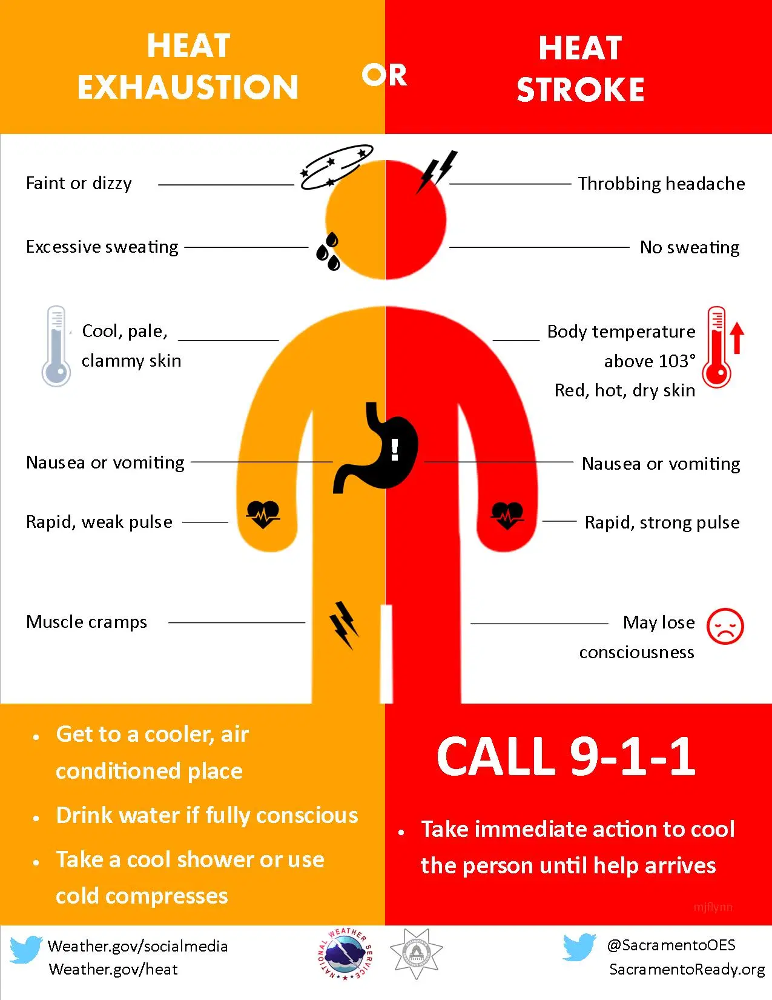 HEAT
EXHAUSTION
OR
HEAT
STROKE
Faint or dizzy
Throbbing headache
Excessive sweating
No sweating
Cool, pale,
clammy skin
Body temperature
above 103°
Red, hot, dry skin
!
Nausea or vomiting
Nausea or vomiting
Rapid, weak pulse
Rapid, strong pulse
Muscle cramps
May lose
consciousness
• Get to a cooler, air
conditioned place
• Drink water if fully conscious
• Take a cool shower or use
cold compresses
CALL 9-1-1
• Take immediate action to cool
the person until help arrives
mjflynn
Weather.gov/socialmedia
Weather.gov/heat
NATIONAL WEATHER SERVICE
SACRAMENTO
@SacramentoOES
SacramentoReady.org